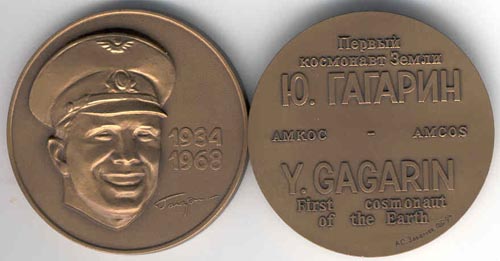 1934
1968
Первый
космонавт Земли
Ю. ГАГАРИН
АМКОС - AMCOS
Y. GAGARIN
First cosmonaut
of the Earth